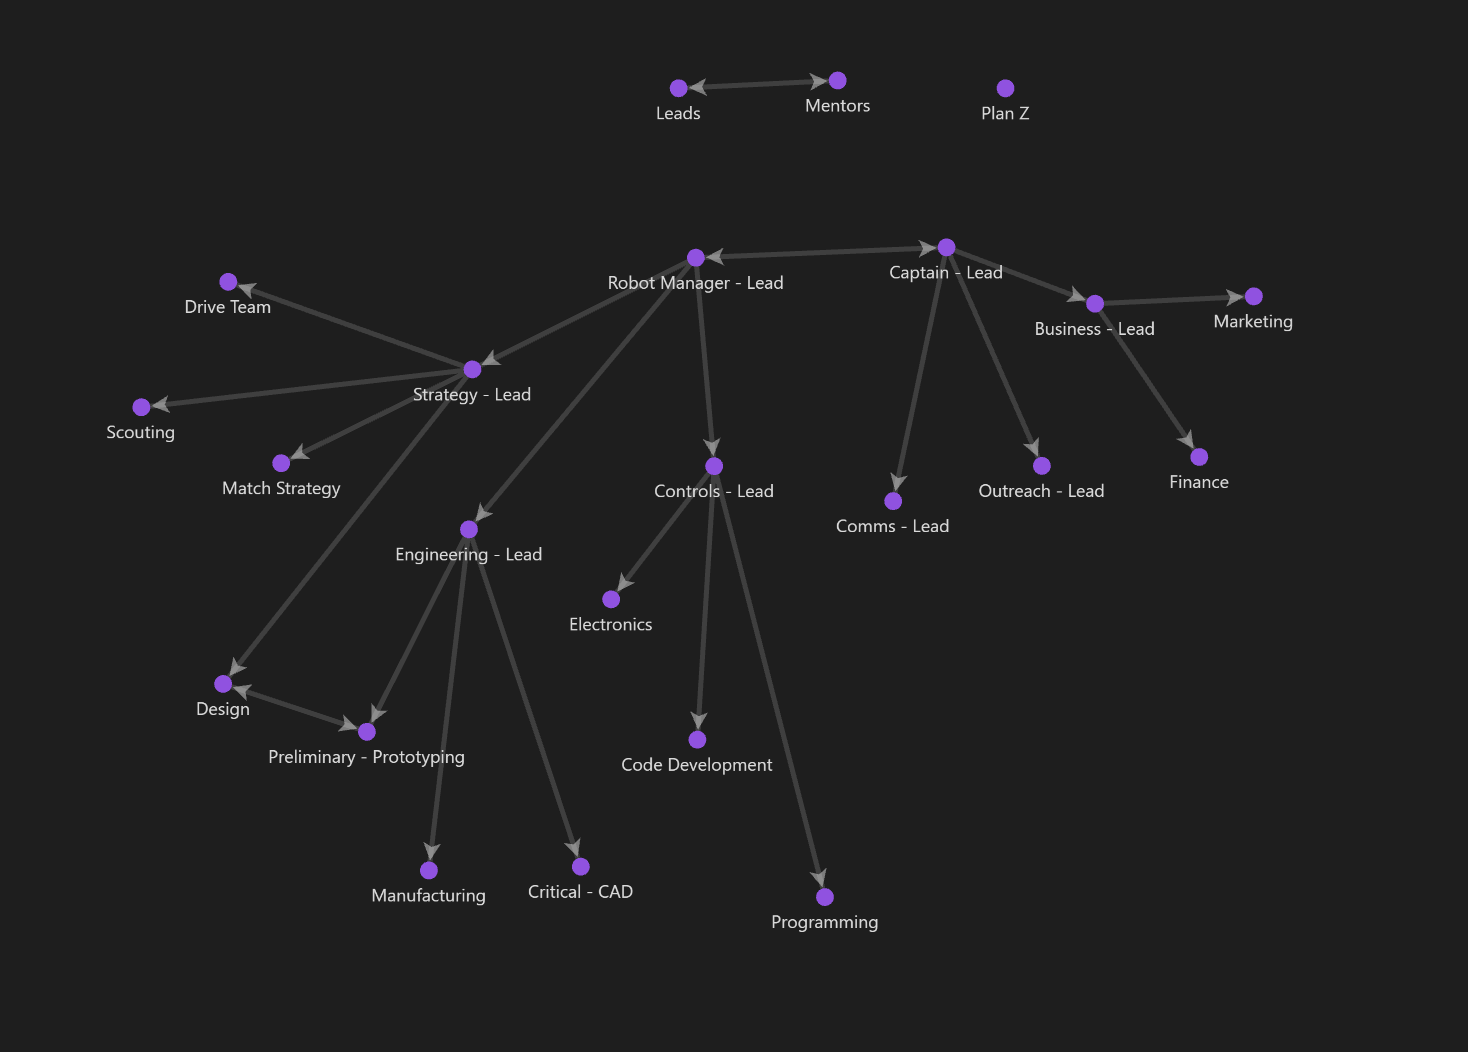 Leads
Mentors
Plan Z
Robot Manager - Lead
Captain - Lead
Drive Team
Business - Lead
Marketing
Strategy - Lead
Scouting
Match Strategy
Controls - Lead
Outreach - Lead
Finance
Comms - Lead
Engineering - Lead
Electronics
Design
Preliminary - Prototyping
Code Development
Manufacturing
Critical - CAD
Programming